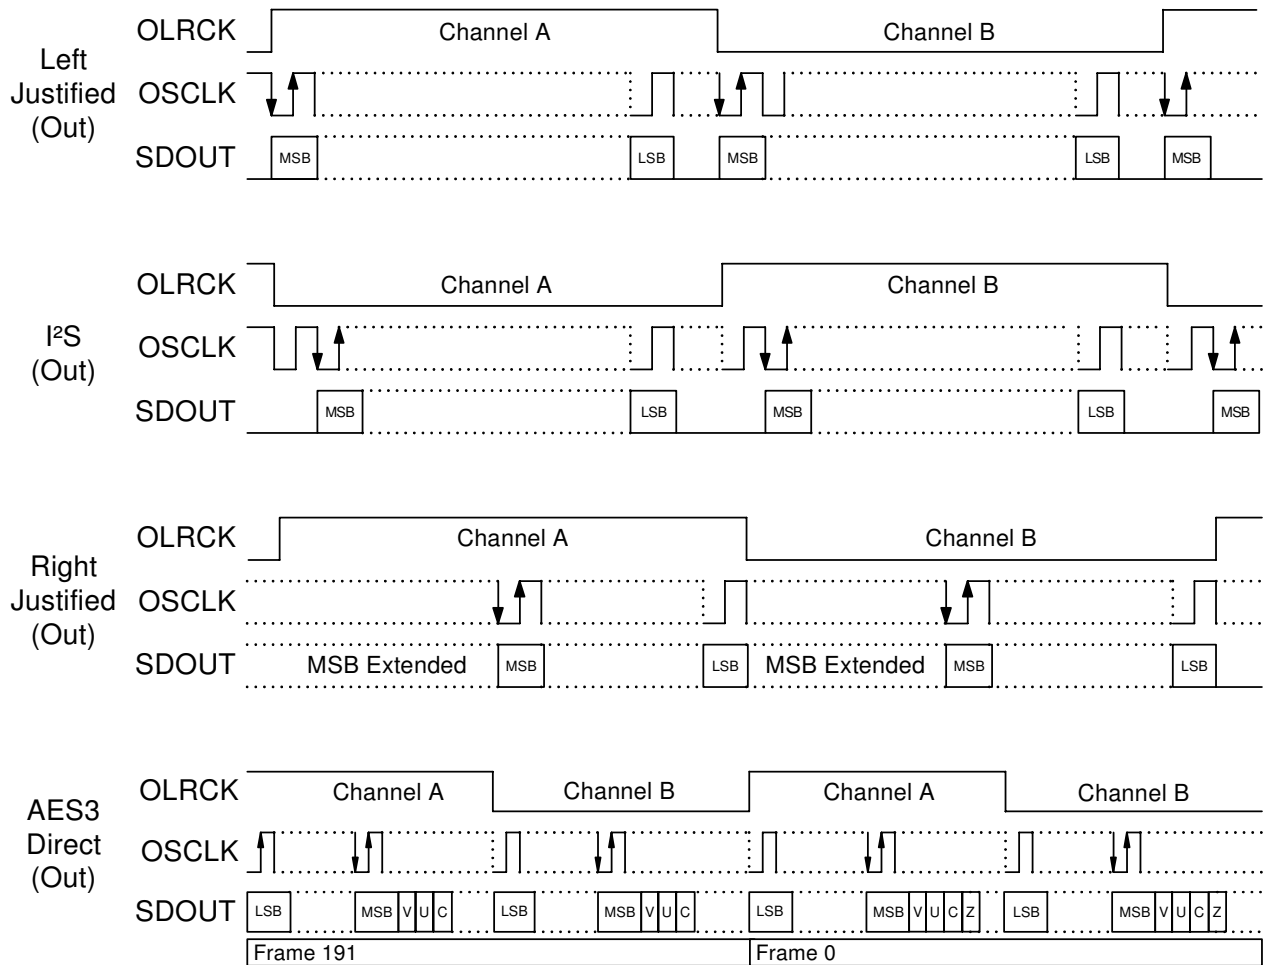 Left
Justified
(Out)
OLRCK Channel A Channel B
OSCLK
SDOUT MSB LSB MSB LSB MSB
I²S
(Out)
OLRCK Channel A Channel B
OSCLK
SDOUT MSB LSB MSB LSB MSB
Right
Justified
(Out)
OLRCK Channel A Channel B
OSCLK
SDOUT MSB Extended MSB LSB MSB Extended MSB LSB
AES3
Direct
(Out)
OLRCK Channel A Channel B Channel A Channel B
OSCLK
SDOUT LSB MSB V U C LSB MSB V U C LSB MSB V U C Z LSB MSB V U C Z
Frame 191 Frame 0